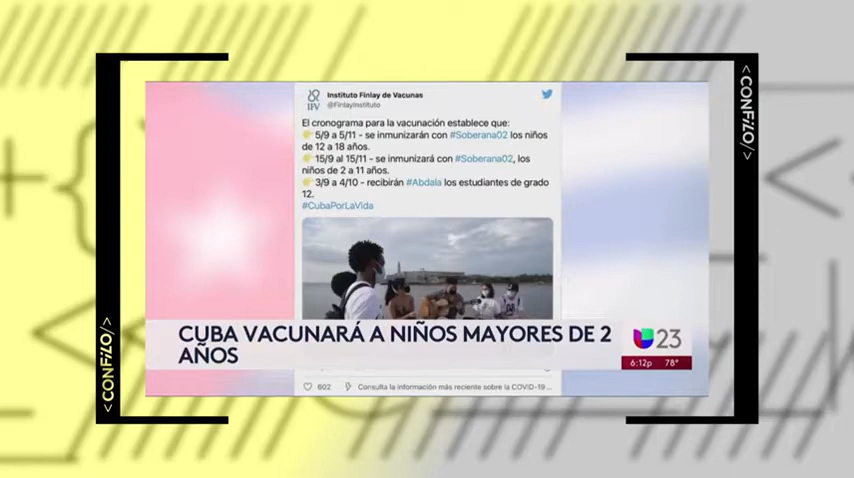 Instituto Finlay de Vacunas
@FinlayInstituto
IFV
El cronograma para la vacunación establece que:
👉 5/9 a 5/11 - se inmunizarán con #Soberana02 los niños
de 12 a 18 años.
👉 15/9 al 15/11 - se inmunizará con #Soberana02, los
niños de 2 a 11 años.
👉 3/9 a 4/10 - recibirán #Abdala los estudiantes de grado
12.
#CubaPorLaVida
CUBA VACUNARÁ A NIÑOS MAYORES DE 2
AÑOS
23
6:12p 78°
602 Consulta la información más reciente sobre la COVID-19...
<CONFiLO/>
<CONFiLO/>